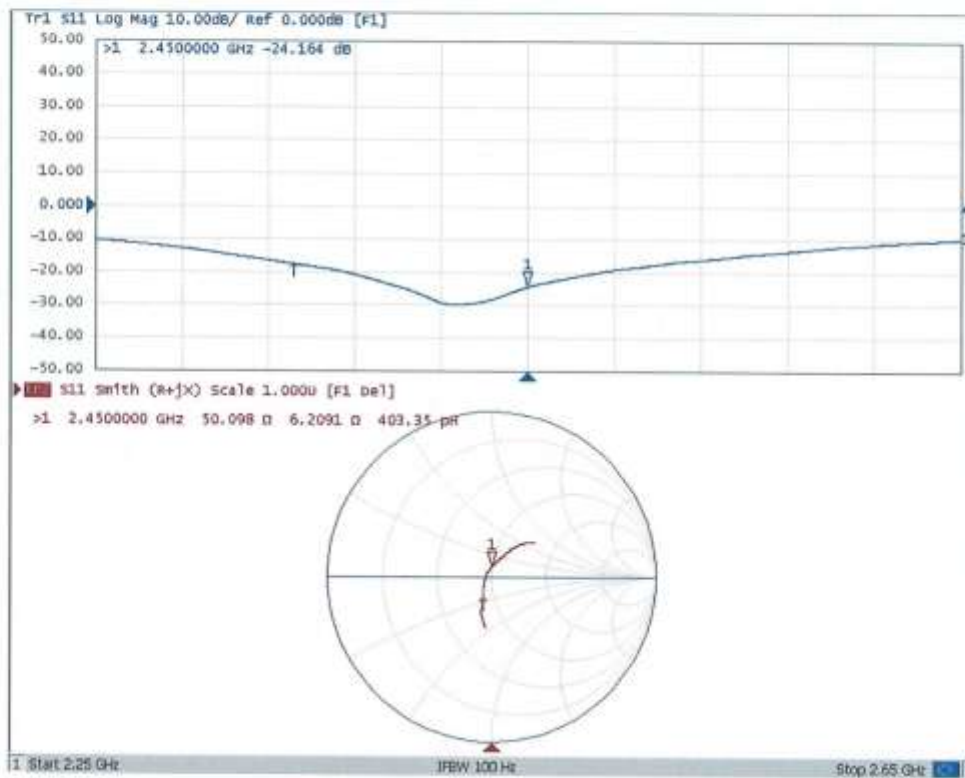 Tr1 S11 Log Mag 10.00dB/ Ref 0.000dB [F1]
50.00
>1 2.4500000 GHz -24.164 dB
40.00
30.00
20.00
10.00
0.000
-10.00
-20.00
1
-30.00
-40.00
-50.00
S11 Smith (R+jX) Scale 1.000U [F1 Del]
>1 2.4500000 GHz 50.098 Ω 6.2091 Ω 403.35 pH
1
1 Start 2.25 GHz IFBW 100 Hz Stop 2.65 GHz